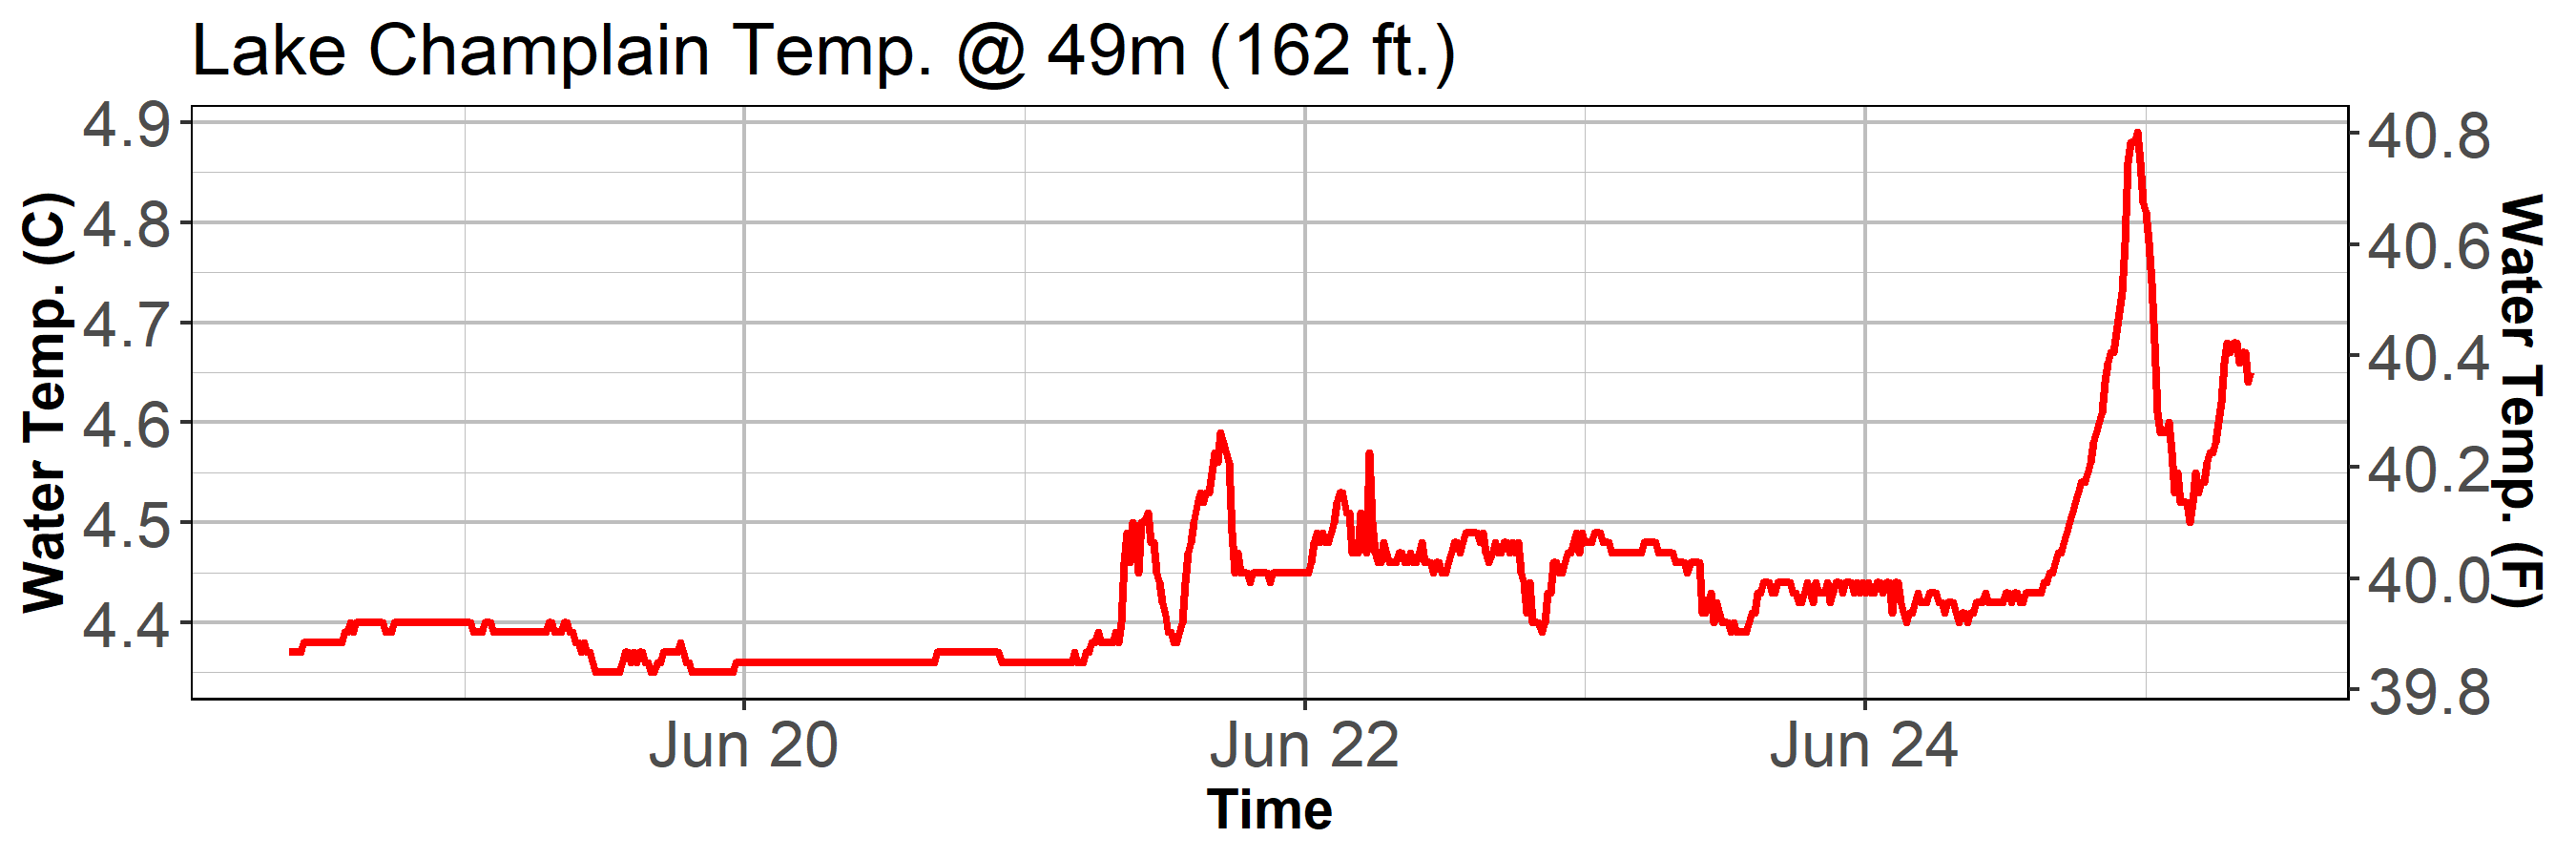 Lake Champlain Temp. @ 49m (162 ft.)
Water Temp. (C)
4.9
4.8
4.7
4.6
4.5
4.4
40.8
40.6
40.4
40.2
40.0
39.8
Water Temp. (F)
Jun 20
Jun 22
Jun 24
Time